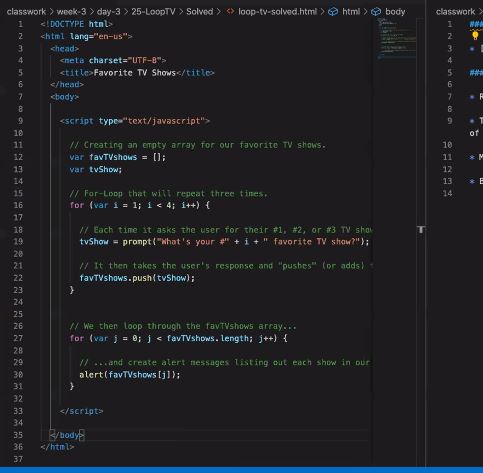 classwork > week-3 > day-3 > 25-LoopTV > Solved > <> loop-tv-solved.html > html > body
1 <!DOCTYPE html>
2 <html lang="en-us">
3 <head>
4 <meta charset="UTF-8">
5 <title>Favorite TV Shows</title>
6 </head>
7 <body>
8
9 <script type="text/javascript">
10
11 // Creating an empty array for our favorite TV shows.
12 var favTVshows = [];
13 var tvShow;
14
15 // For-Loop that will repeat three times.
16 for (var i = 1; i < 4; i++) {
17
18 // Each time it asks the user for their #1, #2, or #3 TV show
19 tvShow = prompt("What's your #" + i + " favorite TV show?");
20
21 // It then takes the user's response and "pushes" (or adds)
22 favTVshows.push(tvShow);
23 }
24
25
26 // We then loop through the favTVshows array...
27 for (var j = 0; j < favTVshows.length; j++) {
28
29 // ...and create alert messages listing out each show in our
30 alert(favTVshows[j]);
31 }
32
33 </script>
34
35 </body>
36 </html>
37
classwork >
1 ##
2
3 * [
4
5 ###
6
7 * R
8
9 * T
of
10
11 * M
12
13 * B
14